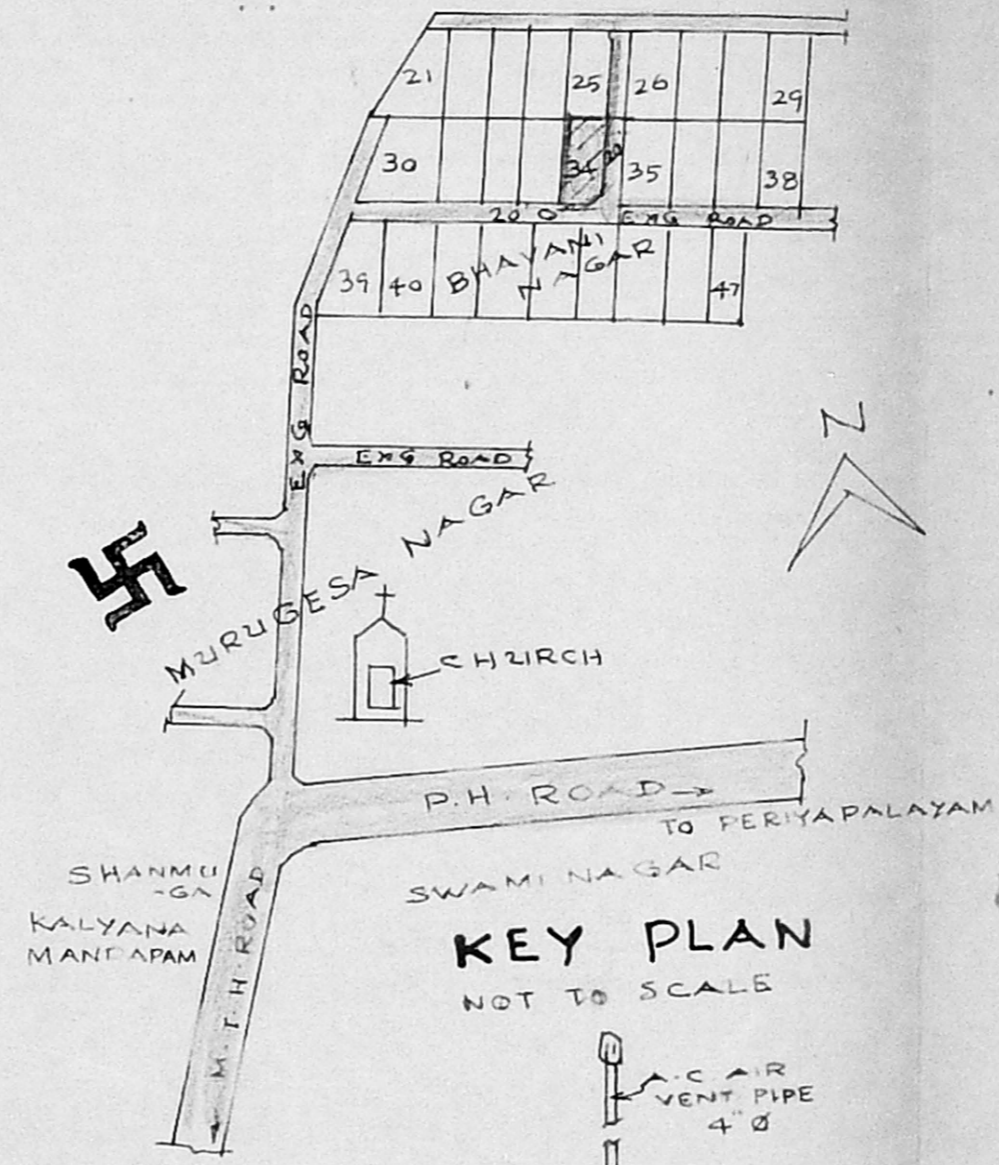 21
25
26
29
30
34
20'
35
38
20' 0"
EXG ROAD
39
40
BHAVANI
NAGAR
47
EXG ROAD
EXG ROAD
N
MURUGESA NAGAR
CHURCH
P.H. ROAD
TO PERIYAPALAYAM
SHANMU
-GA
KALYANA
MANDAPAM
M.T.H. ROAD
SWAMI NAGAR
KEY PLAN
NOT TO SCALE
A.C. AIR
VENT PIPE
4" Ø